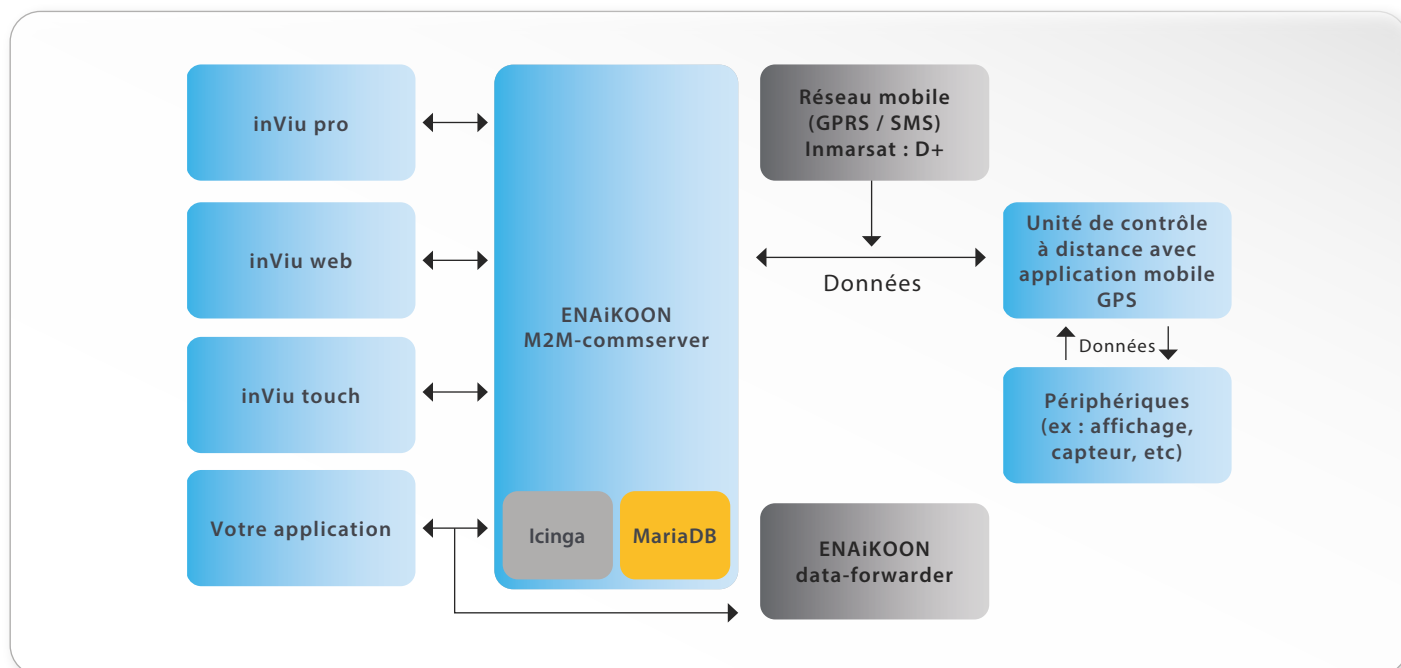 inViu pro
inViu web
inViu touch
Votre application
ENAiKOON
M2M-commserver
Icinga
MariaDB
Réseau mobile
(GPRS / SMS)
Inmarsat : D+
Données
ENAiKOON
data-forwarder
Unité de contrôle
à distance avec
application mobile
GPS
Données
Périphériques
(ex : affichage,
capteur, etc)